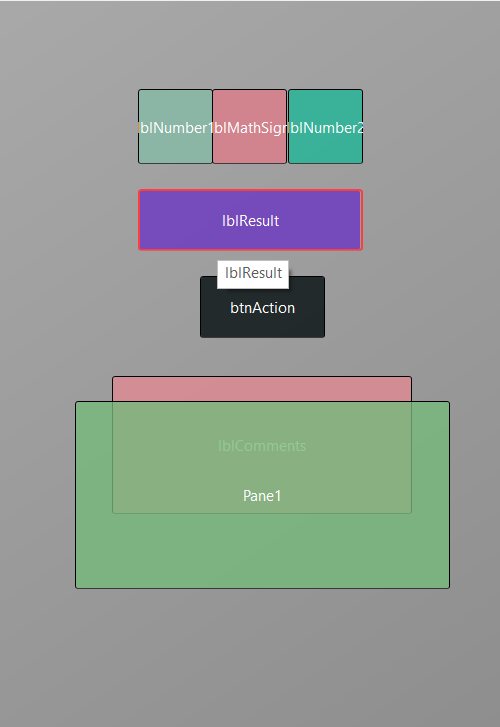 lblNumber1 lblMathSign lblNumber2
lblResult
lblResult
btnAction
lblComments
Pane1